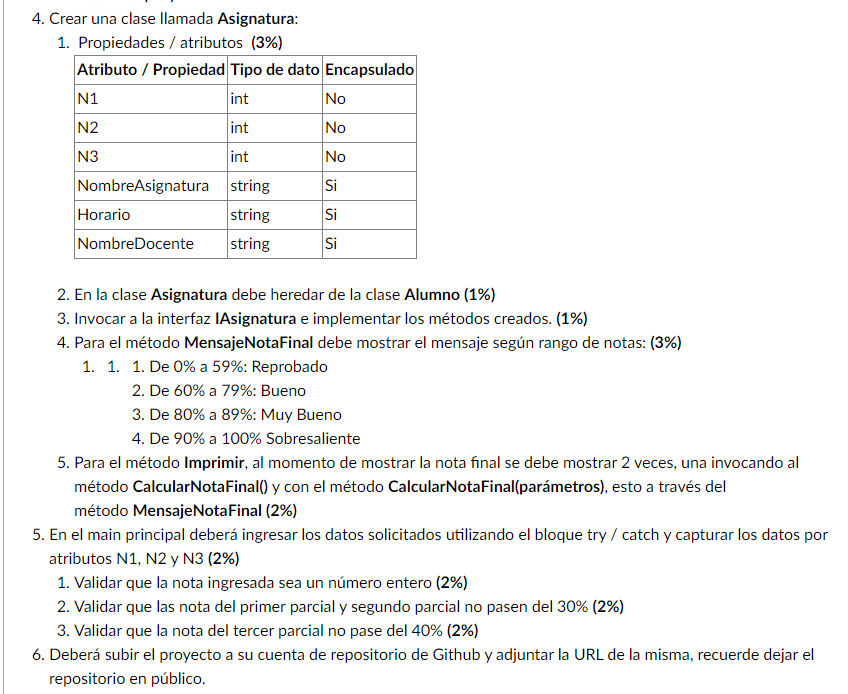 4. Crear una clase llamada Asignatura:
1. Propiedades / atributos (3%)
Atributo / Propiedad Tipo de dato Encapsulado
N1 int No
N2 int No
N3 int No
NombreAsignatura string Si
Horario string Si
NombreDocente string Si
2. En la clase Asignatura debe heredar de la clase Alumno (1%)
3. Invocar a la interfaz IAsignatura e implementar los métodos creados. (1%)
4. Para el método MensajeNotaFinal debe mostrar el mensaje según rango de notas: (3%)
1. 1. 1. De 0% a 59%: Reprobado
2. De 60% a 79%: Bueno
3. De 80% a 89%: Muy Bueno
4. De 90% a 100% Sobresaliente
5. Para el método Imprimir, al momento de mostrar la nota final se debe mostrar 2 veces, una invocando al
método CalcularNotaFinal() y con el método CalcularNotaFinal(parámetros), esto a través del
método MensajeNotaFinal (2%)
5. En el main principal deberá ingresar los datos solicitados utilizando el bloque try / catch y capturar los datos por
atributos N1, N2 y N3 (2%)
1. Validar que la nota ingresada sea un número entero (2%)
2. Validar que las nota del primer parcial y segundo parcial no pasen del 30% (2%)
3. Validar que la nota del tercer parcial no pase del 40% (2%)
6. Deberá subir el proyecto a su cuenta de repositorio de Github y adjuntar la URL de la misma, recuerde dejar el
repositorio en público.